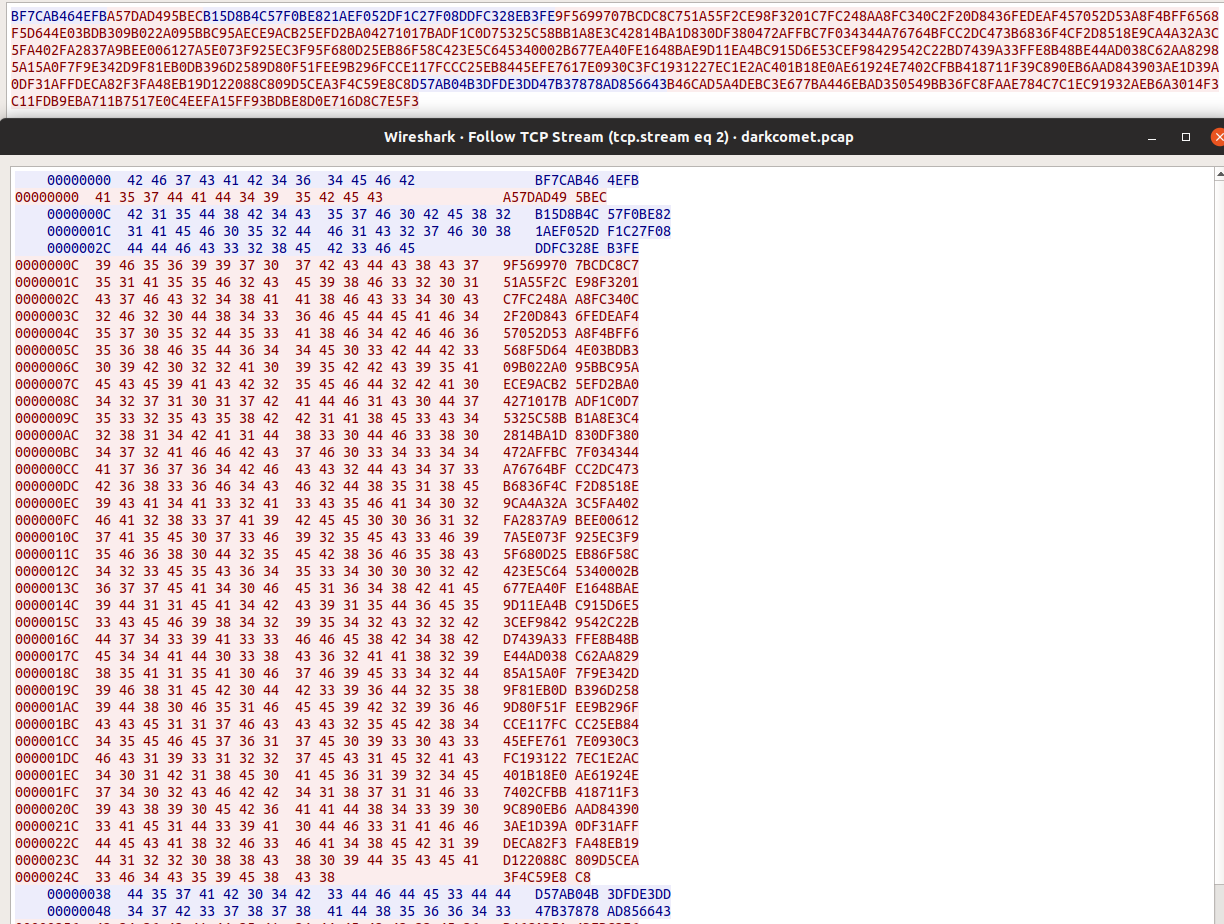 BF7CAB464EFBA57DAD495BECB15D8B4C57F0BE821AEF052DF1C27F08DDFC328EB3FE9F5699707BCDC8C751A55F2CE98F3201C7FC248AA8FC340C2F20D8436FEDEAF457052D53A8F4BFF6568
F5D644E03BDB309B022A095BBC95AECE9ACB25EFD2BA04271017BADF1C0D75325C58BB1A8E3C42814BA1D830DF380472AFFBC7F034344A76764BFCC2DC473B6836F4CF2D8518E9CA4A32A3C
5FA402FA2837A9BEE006127A5E073F925EC3F95F680D25EB86F58C423E5C645340002B677EA40FE1648BAE9D11EA4BC915D6E53CEF98429542C22BD7439A33FFE8B48BE44AD038C62AA8298
5A15A0F7F9E342D9F81EB0DB396D2589D80F51FEE9B296FCCE117FCCC25EB8445EFE7617E0930C3FC1931227EC1E2AC401B18E0AE61924E7402CFBB418711F39C890EB6AAD843903AE1D39A
0DF31AFFDECA82F3FA48EB19D122088C809D5CEA3F4C59E8C8D57AB04B3DFDE3DD47B37878AD856643B46CAD5A4DEBC3E677BA446EBAD350549BB36FC8FAAE784C7C1EC91932AEB6A3014F3
C11FDB9EBA711B7517E0C4EEFA15FF93BDBE8D0E716D8C7E5F3
Wireshark · Follow TCP Stream (tcp.stream eq 2) · darkcomet.pcap
00000000 42 46 37 43 41 42 34 36 34 45 46 42 BF7CAB46 4EFB
00000000 41 35 37 44 41 44 34 39 35 42 45 43 A57DAD49 5BEC
0000000C 42 31 35 44 38 42 34 43 35 37 46 30 42 45 38 32 B15D8B4C 57F0BE82
0000001C 31 41 45 46 30 35 32 44 46 31 43 32 37 46 30 38 1AEF052D F1C27F08
0000002C 44 44 46 43 33 32 38 45 42 33 46 45 DDFC328E B3FE
0000000C 39 46 35 36 39 39 37 30 37 42 43 44 43 38 43 37 9F569970 7BCDC8C7
0000001C 35 31 41 35 35 46 32 43 45 39 38 46 33 32 30 31 51A55F2C E98F3201
0000002C 43 37 46 43 32 34 38 41 41 38 46 43 33 34 30 43 C7FC248A A8FC340C
0000003C 32 46 32 30 44 38 34 33 36 46 45 44 45 41 46 34 2F20D843 6FEDEAF4
0000004C 35 37 30 35 32 44 35 33 41 38 46 34 42 46 46 36 57052D53 A8F4BFF6
0000005C 35 36 38 46 35 44 36 34 34 45 30 33 42 44 42 33 568F5D64 4E03BDB3
0000006C 30 39 42 30 32 32 41 30 39 35 42 42 43 39 35 41 09B022A0 95BBC95A
0000007C 45 43 45 39 41 43 42 32 35 45 46 44 32 42 41 30 ECE9ACB2 5EFD2BA0
0000008C 34 32 37 31 30 31 37 42 41 44 46 31 43 30 44 37 4271017B ADF1C0D7
0000009C 35 33 32 35 43 35 38 42 42 31 41 38 45 33 43 34 5325C58B B1A8E3C4
000000AC 32 38 31 34 42 41 31 44 38 33 30 44 46 33 38 30 2814BA1D 830DF380
000000BC 34 37 32 41 46 46 42 43 37 46 30 33 34 33 34 34 472AFFBC 7F034344
000000CC 41 37 36 37 36 34 42 46 43 43 32 44 43 34 37 33 A76764BF CC2DC473
000000DC 42 36 38 33 36 46 34 43 46 32 44 38 35 31 38 45 B6836F4C F2D8518E
000000EC 39 43 41 34 41 33 32 41 33 43 35 46 41 34 30 32 9CA4A32A 3C5FA402
000000FC 46 41 32 38 33 37 41 39 42 45 45 30 30 36 31 32 FA2837A9 BEE00612
0000010C 37 41 35 45 30 37 33 46 39 32 35 45 43 33 46 39 7A5E073F 925EC3F9
0000011C 35 46 36 38 30 44 32 35 45 42 38 36 46 35 38 43 5F680D25 EB86F58C
0000012C 34 32 33 45 35 43 36 34 35 33 34 30 30 30 32 42 423E5C64 5340002B
0000013C 36 37 37 45 41 34 30 46 45 31 36 34 38 42 41 45 677EA40F E1648BAE
0000014C 39 44 31 31 45 41 34 42 43 39 31 35 44 36 45 35 9D11EA4B C915D6E5
0000015C 33 43 45 46 39 38 34 32 39 35 34 32 43 32 32 42 3CEF9842 9542C22B
0000016C 44 37 34 33 39 41 33 33 46 46 45 38 42 34 38 42 D7439A33 FFE8B48B
0000017C 45 34 34 41 44 30 33 38 43 36 32 41 41 38 32 39 E44AD038 C62AA829
0000018C 38 35 41 31 35 41 30 46 37 46 39 45 33 34 32 44 85A15A0F 7F9E342D
0000019C 39 46 38 31 45 42 30 44 42 33 39 36 44 32 35 38 9F81EB0D B396D258
000001AC 39 44 38 30 46 35 31 46 45 45 39 42 32 39 36 46 9D80F51F EE9B296F
000001BC 43 43 45 31 31 37 46 43 43 43 32 35 45 42 38 34 CCE117FC CC25EB84
000001CC 34 35 45 46 45 37 36 31 37 45 30 39 33 30 43 33 45EFE761 7E0930C3
000001DC 46 43 31 39 33 31 32 32 37 45 43 31 45 32 41 43 FC193122 7EC1E2AC
000001EC 34 30 31 42 31 38 45 30 41 45 36 31 39 32 34 45 401B18E0 AE61924E
000001FC 37 34 30 32 43 46 42 42 34 31 38 37 31 31 46 33 7402CFBB 418711F3
0000020C 39 43 38 39 30 45 42 36 41 41 44 38 34 33 39 30 9C890EB6 AAD84390
0000021C 33 41 45 31 44 33 39 41 30 44 46 33 31 41 46 46 3AE1D39A 0DF31AFF
0000022C 44 45 43 41 38 32 46 33 46 41 34 38 45 42 31 39 DECA82F3 FA48EB19
0000023C 44 31 32 32 30 38 38 43 38 30 39 44 35 43 45 41 D122088C 809D5CEA
0000024C 33 46 34 43 35 39 45 38 43 38 3F4C59E8 C8
00000038 44 35 37 41 42 30 34 42 33 44 46 44 45 33 44 44 D57AB04B 3DFDE3DD
00000048 34 37 42 33 37 38 37 38 41 44 38 35 36 36 34 33 47B37878 AD856643